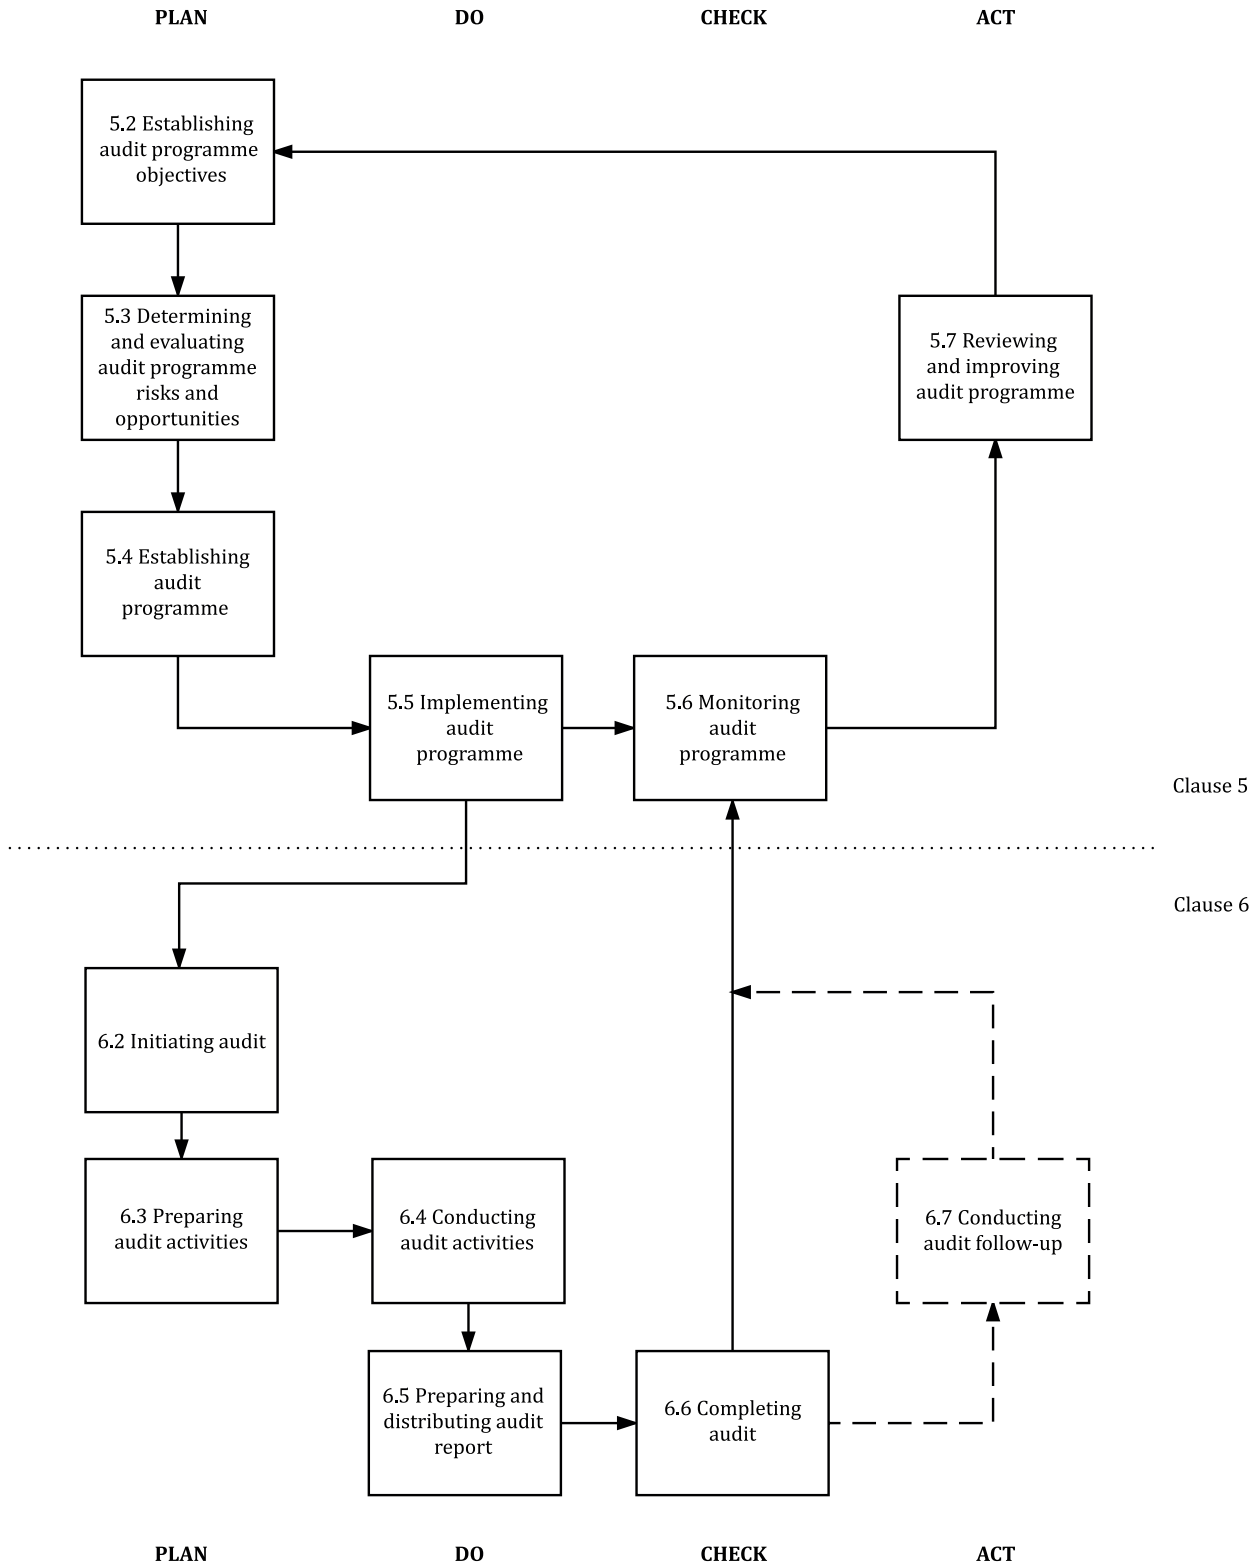 PLAN
DO
CHECK
ACT
5.2 Establishing
audit programme
objectives
5.3 Determining
and evaluating
audit programme
risks and
opportunities
5.7 Reviewing
and improving
audit programme
5.4 Establishing
audit
programme
5.5 Implementing
audit
programme
5.6 Monitoring
audit
programme
Clause 5
Clause 6
6.2 Initiating audit
6.3 Preparing
audit activities
6.4 Conducting
audit activities
6.7 Conducting
audit follow-up
6.5 Preparing and
distributing audit
report
6.6 Completing
audit
PLAN
DO
CHECK
ACT